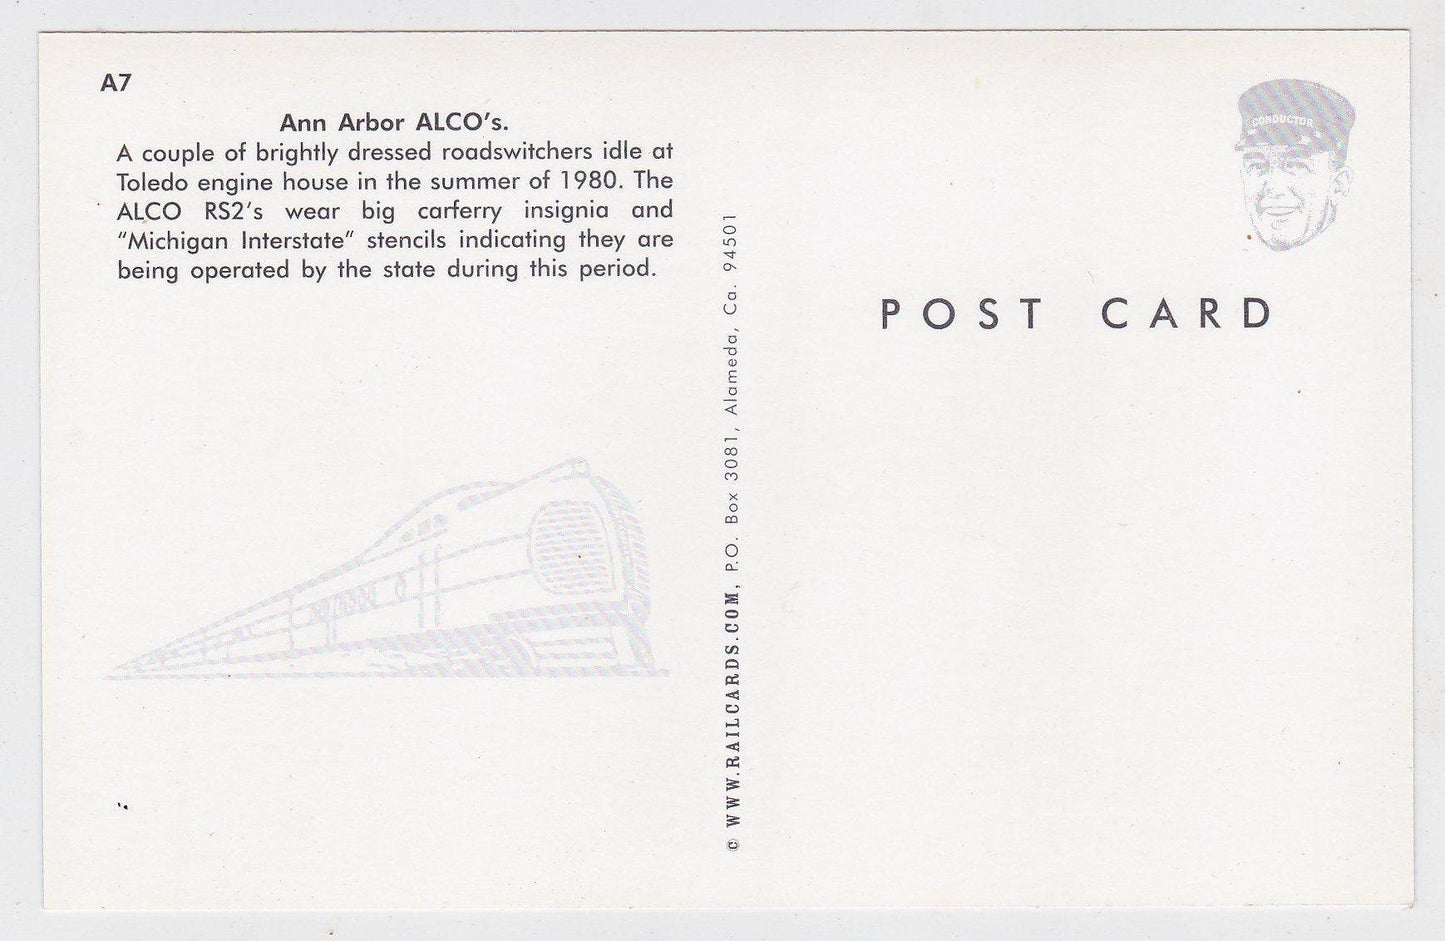 A7
Ann Arbor ALCO's.
A couple of brightly dressed roadswitchers idle at
Toledo engine house in the summer of 1980. The
ALCO RS2's wear big carferry insignia and
"Michigan Interstate" stencils indicating they are
being operated by the state during this period.
© WWW.RAILCARDS.COM, P.O. Box 3081, Alameda, Ca. 94501
CONDUCTOR
POST CARD